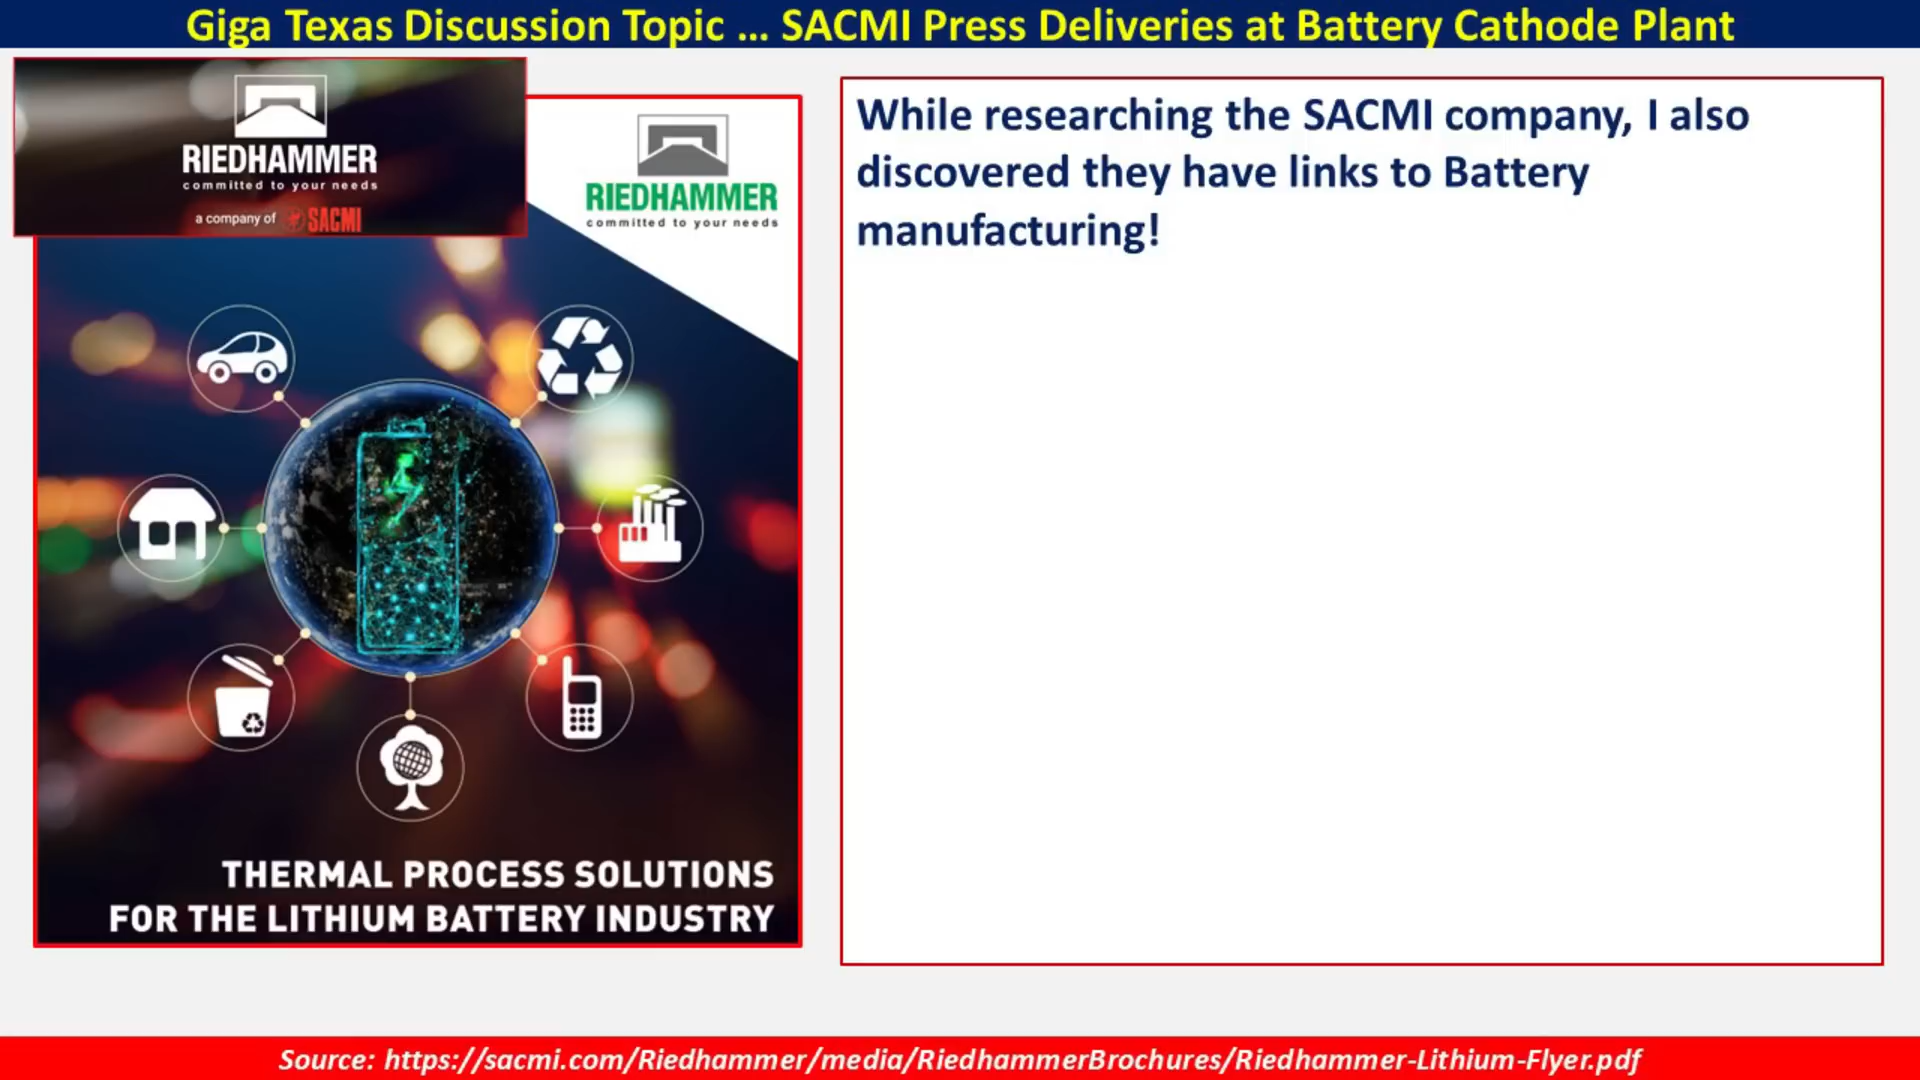 Giga Texas Discussion Topic ... SACMI Press Deliveries at Battery Cathode Plant
RIEDHAMMER
committed to your needs
a company of SACMI
RIEDHAMMER
committed to your needs
THERMAL PROCESS SOLUTIONS
FOR THE LITHIUM BATTERY INDUSTRY
While researching the SACMI company, I also
discovered they have links to Battery
manufacturing!
Source: https://sacmi.com/Riedhammer/media/RiedhammerBrochures/Riedhammer-Lithium-Flyer.pdf